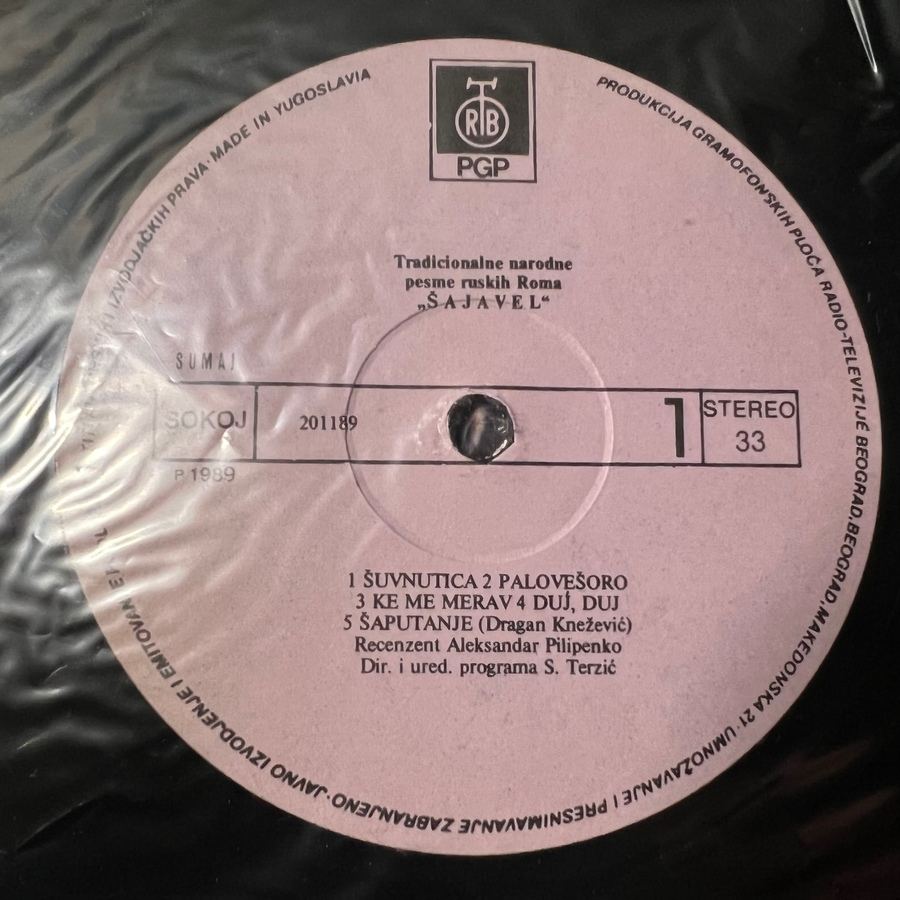 RTB
PGP
PRODUKCIJA GRAMOFONSKIH PLOČA RADIO-TELEVIZIJE BEOGRAD, BEOGRAD, MAKEDONSKA 21 · UMNOŽAVANJE I PRESNIMAVANJE ZABRANJENO · JAVNO IZVODJENJE I EMITOVANJE
I IZVODJAČKIH PRAVA · MADE IN YUGOSLAVIA
Tradicionalne narodne
pesme ruskih Roma
„ŠAJAVEL“
SUMAJ
SOKOJ 201189 1 STEREO
33
P 1989
1 ŠUVNUTICA 2 PALOVEŠORO
3 KE ME MERAV 4 DUJ, DUJ
5 ŠAPUTANJE (Dragan Knežević)
Recenzent Aleksandar Pilipenko
Dir. i ured. programa S. Terzić